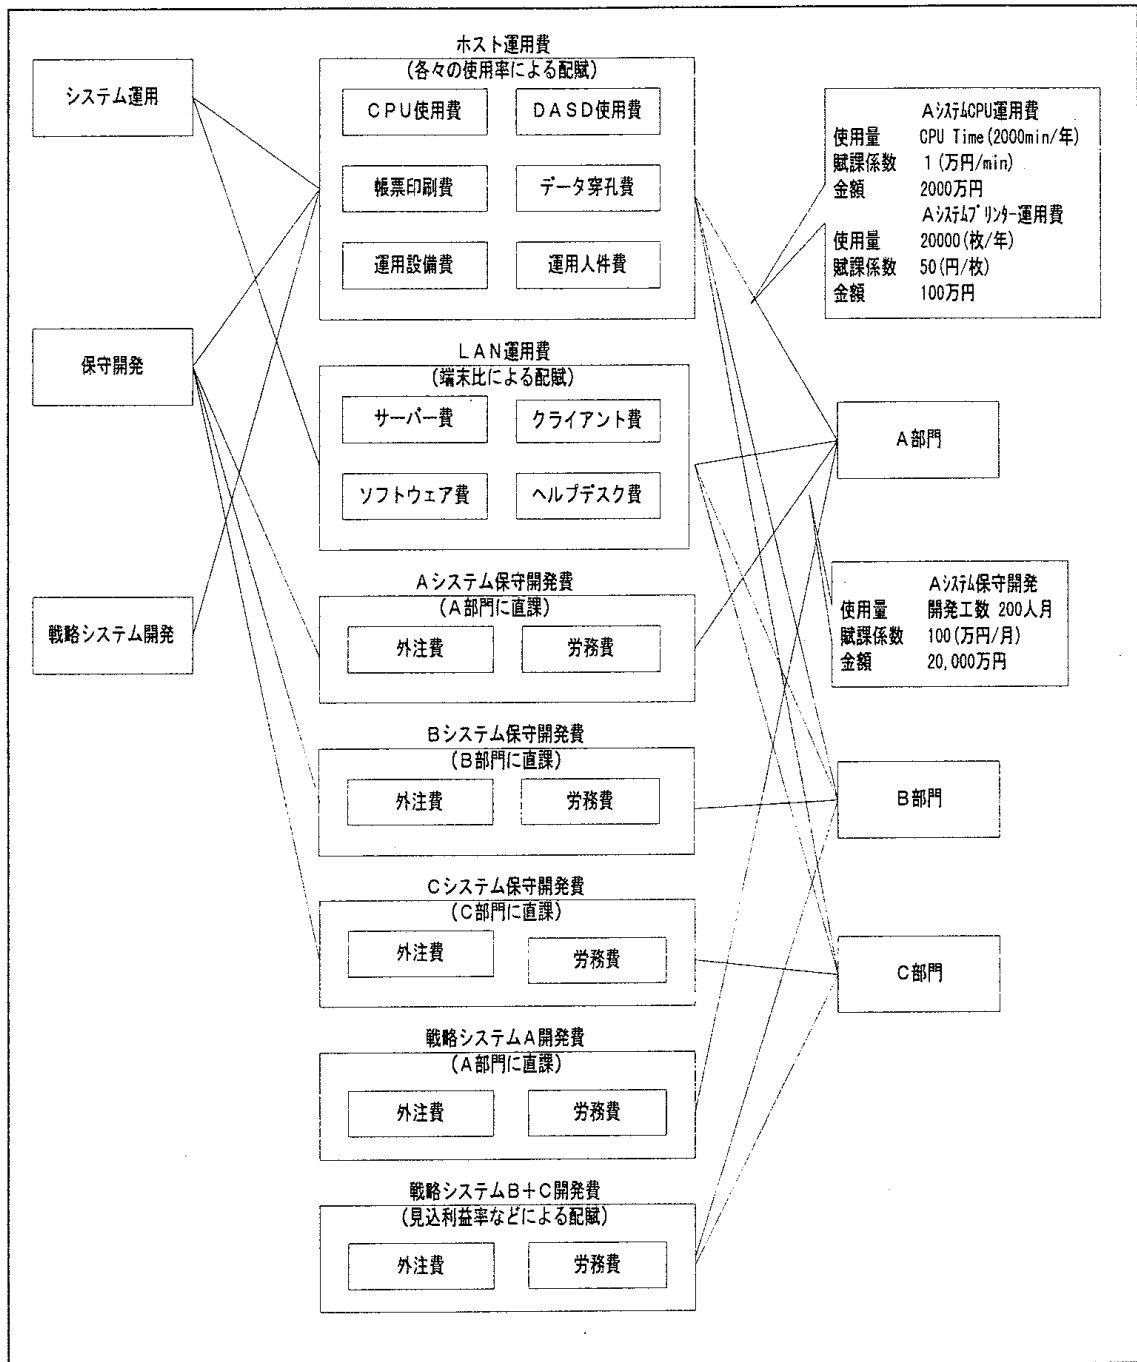 システム運用
保守開発
戦略システム開発
ホスト運用費
(各々の使用率による配賦)
CPU使用費
DASD使用費
帳票印刷費
データ穿孔費
運用設備費
運用人件費
LAN運用費
(端末比による配賦)
サーバー費
クライアント費
ソフトウェア費
ヘルプデスク費
Aシステム保守開発費
(A部門に直課)
外注費
労務費
Bシステム保守開発費
(B部門に直課)
外注費
労務費
Cシステム保守開発費
(C部門に直課)
外注費
労務費
戦略システムA開発費
(A部門に直課)
外注費
労務費
戦略システムB+C開発費
(見込利益率などによる配賦)
外注費
労務費
AシステムCPU運用費
使用量 CPU Time(2000min/年)
賦課係数 1(万円/min)
金額 2000万円
Aシステムプリンター運用費
使用量 20000(枚/年)
賦課係数 50(円/枚)
金額 100万円
A部門
Aシステム保守開発
使用量 開発工数 200人月
賦課係数 100(万円/月)
金額 20,000万円
B部門
C部門